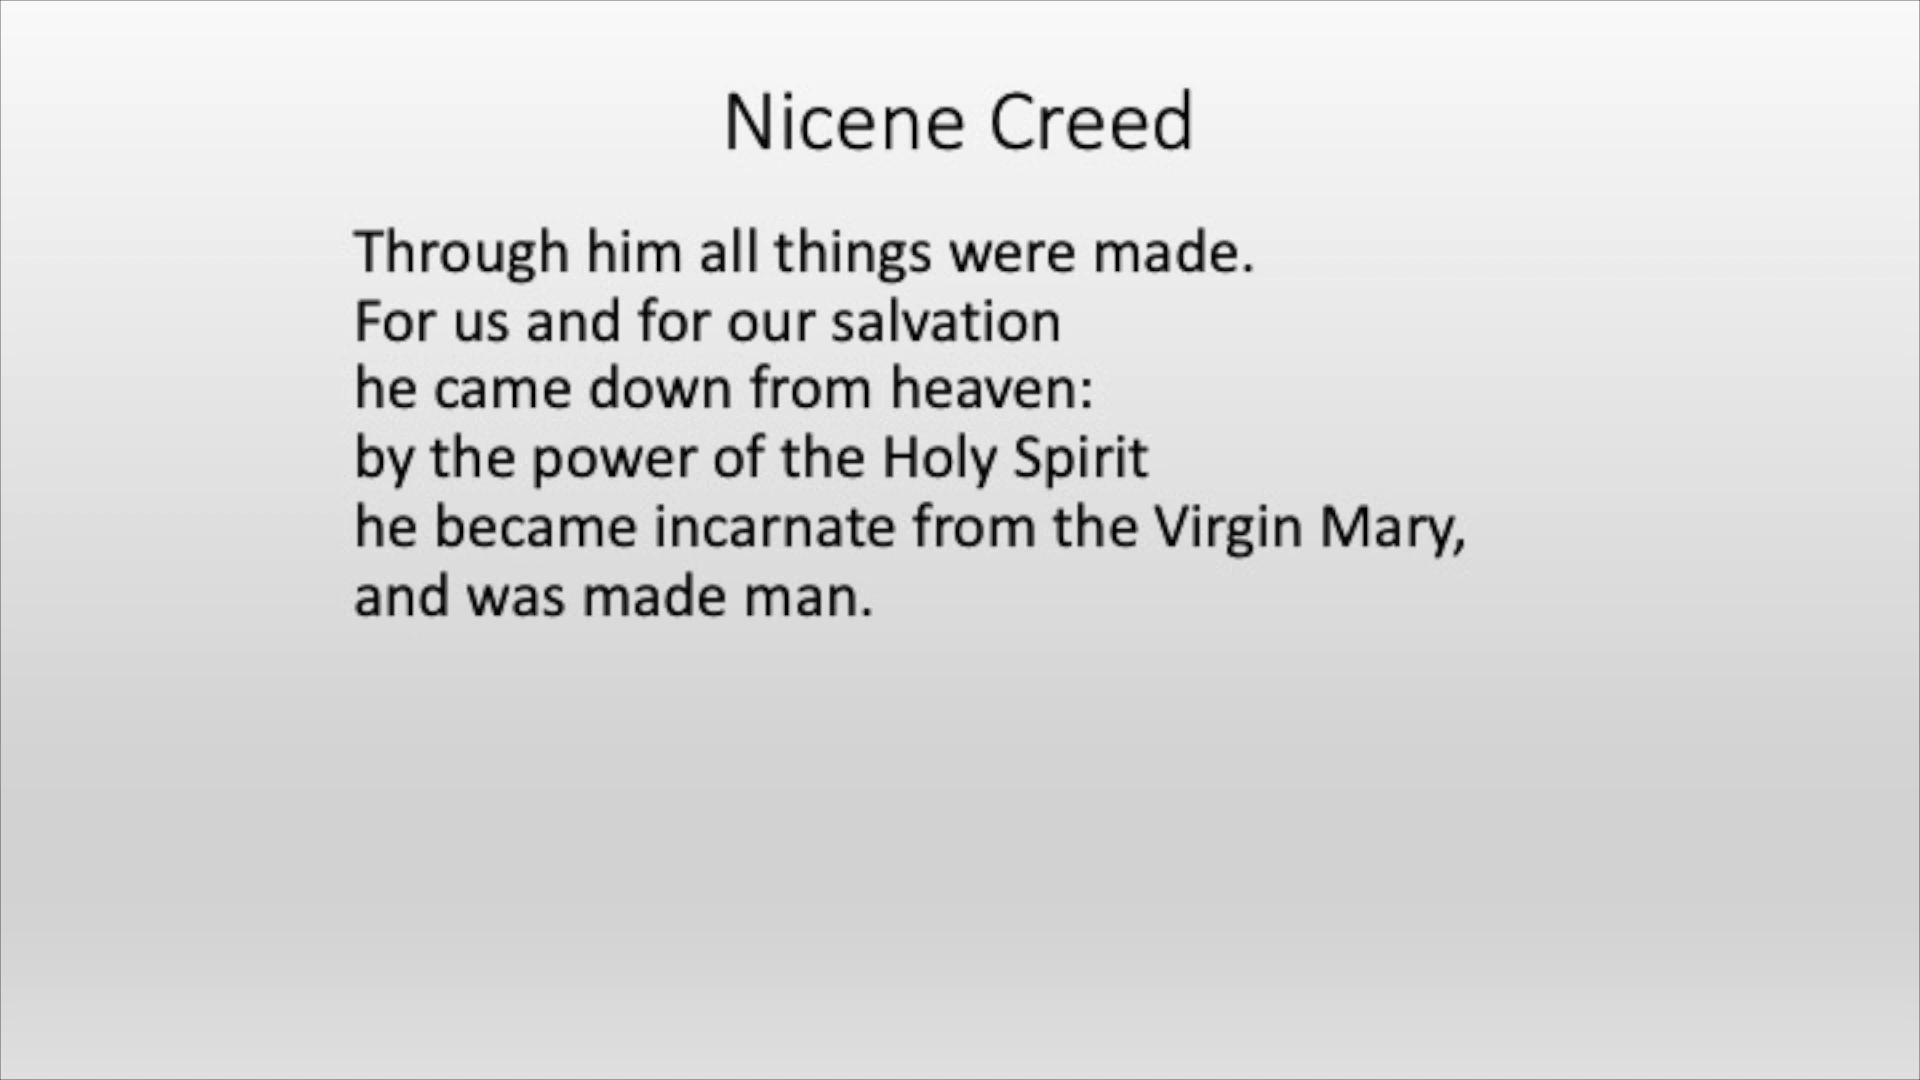 Nicene Creed
Through him all things were made.
For us and for our salvation
he came down from heaven:
by the power of the Holy Spirit
he became incarnate from the Virgin Mary,
and was made man.